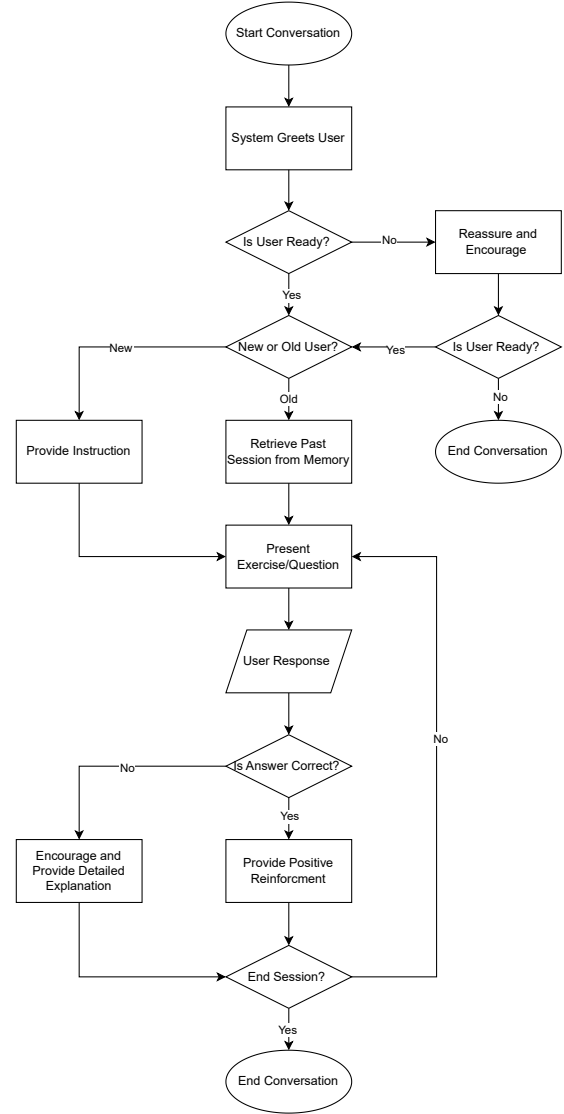 Start Conversation
System Greets User
Is User Ready?
No
Reassure and
Encourage
Yes
New or Old User?
Yes
Is User Ready?
New
Old
No
Provide Instruction
Retrieve Past
Session from Memory
End Conversation
Present
Exercise/Question
User Response
No
Is Answer Correct?
No
Yes
Encourage and
Provide Detailed
Explanation
Provide Positive
Reinforcment
End Session?
Yes
End Conversation